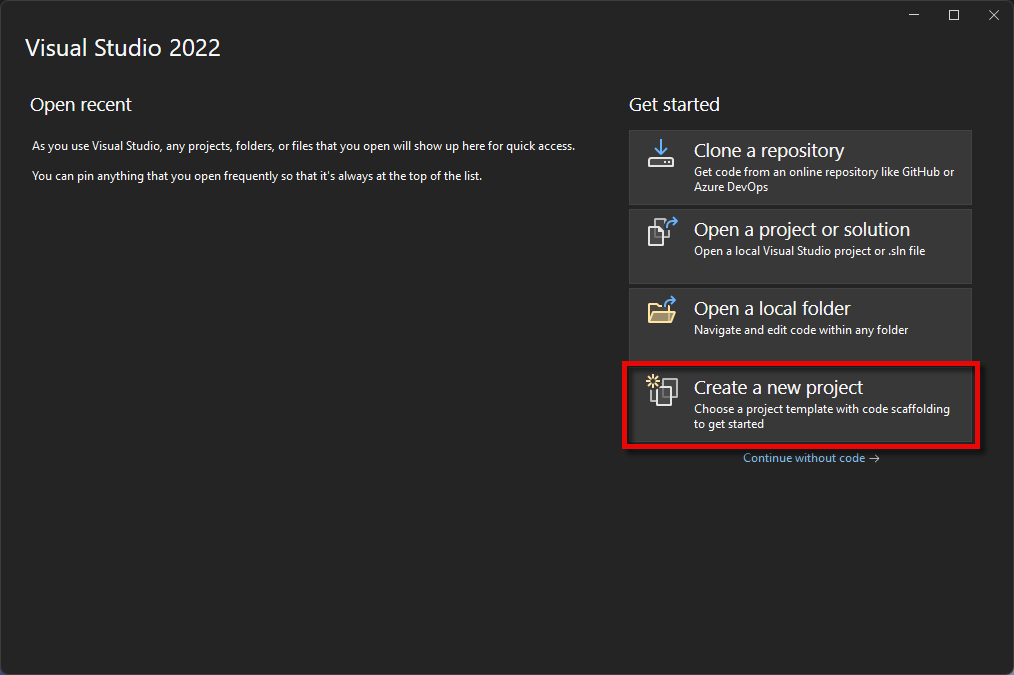 Visual Studio 2022
Open recent
As you use Visual Studio, any projects, folders, or files that you open will show up here for quick access.
You can pin anything that you open frequently so that it's always at the top of the list.
Get started
Clone a repository
Get code from an online repository like GitHub or
Azure DevOps
Open a project or solution
Open a local Visual Studio project or .sln file
Open a local folder
Navigate and edit code within any folder
Create a new project
Choose a project template with code scaffolding
to get started
Continue without code →